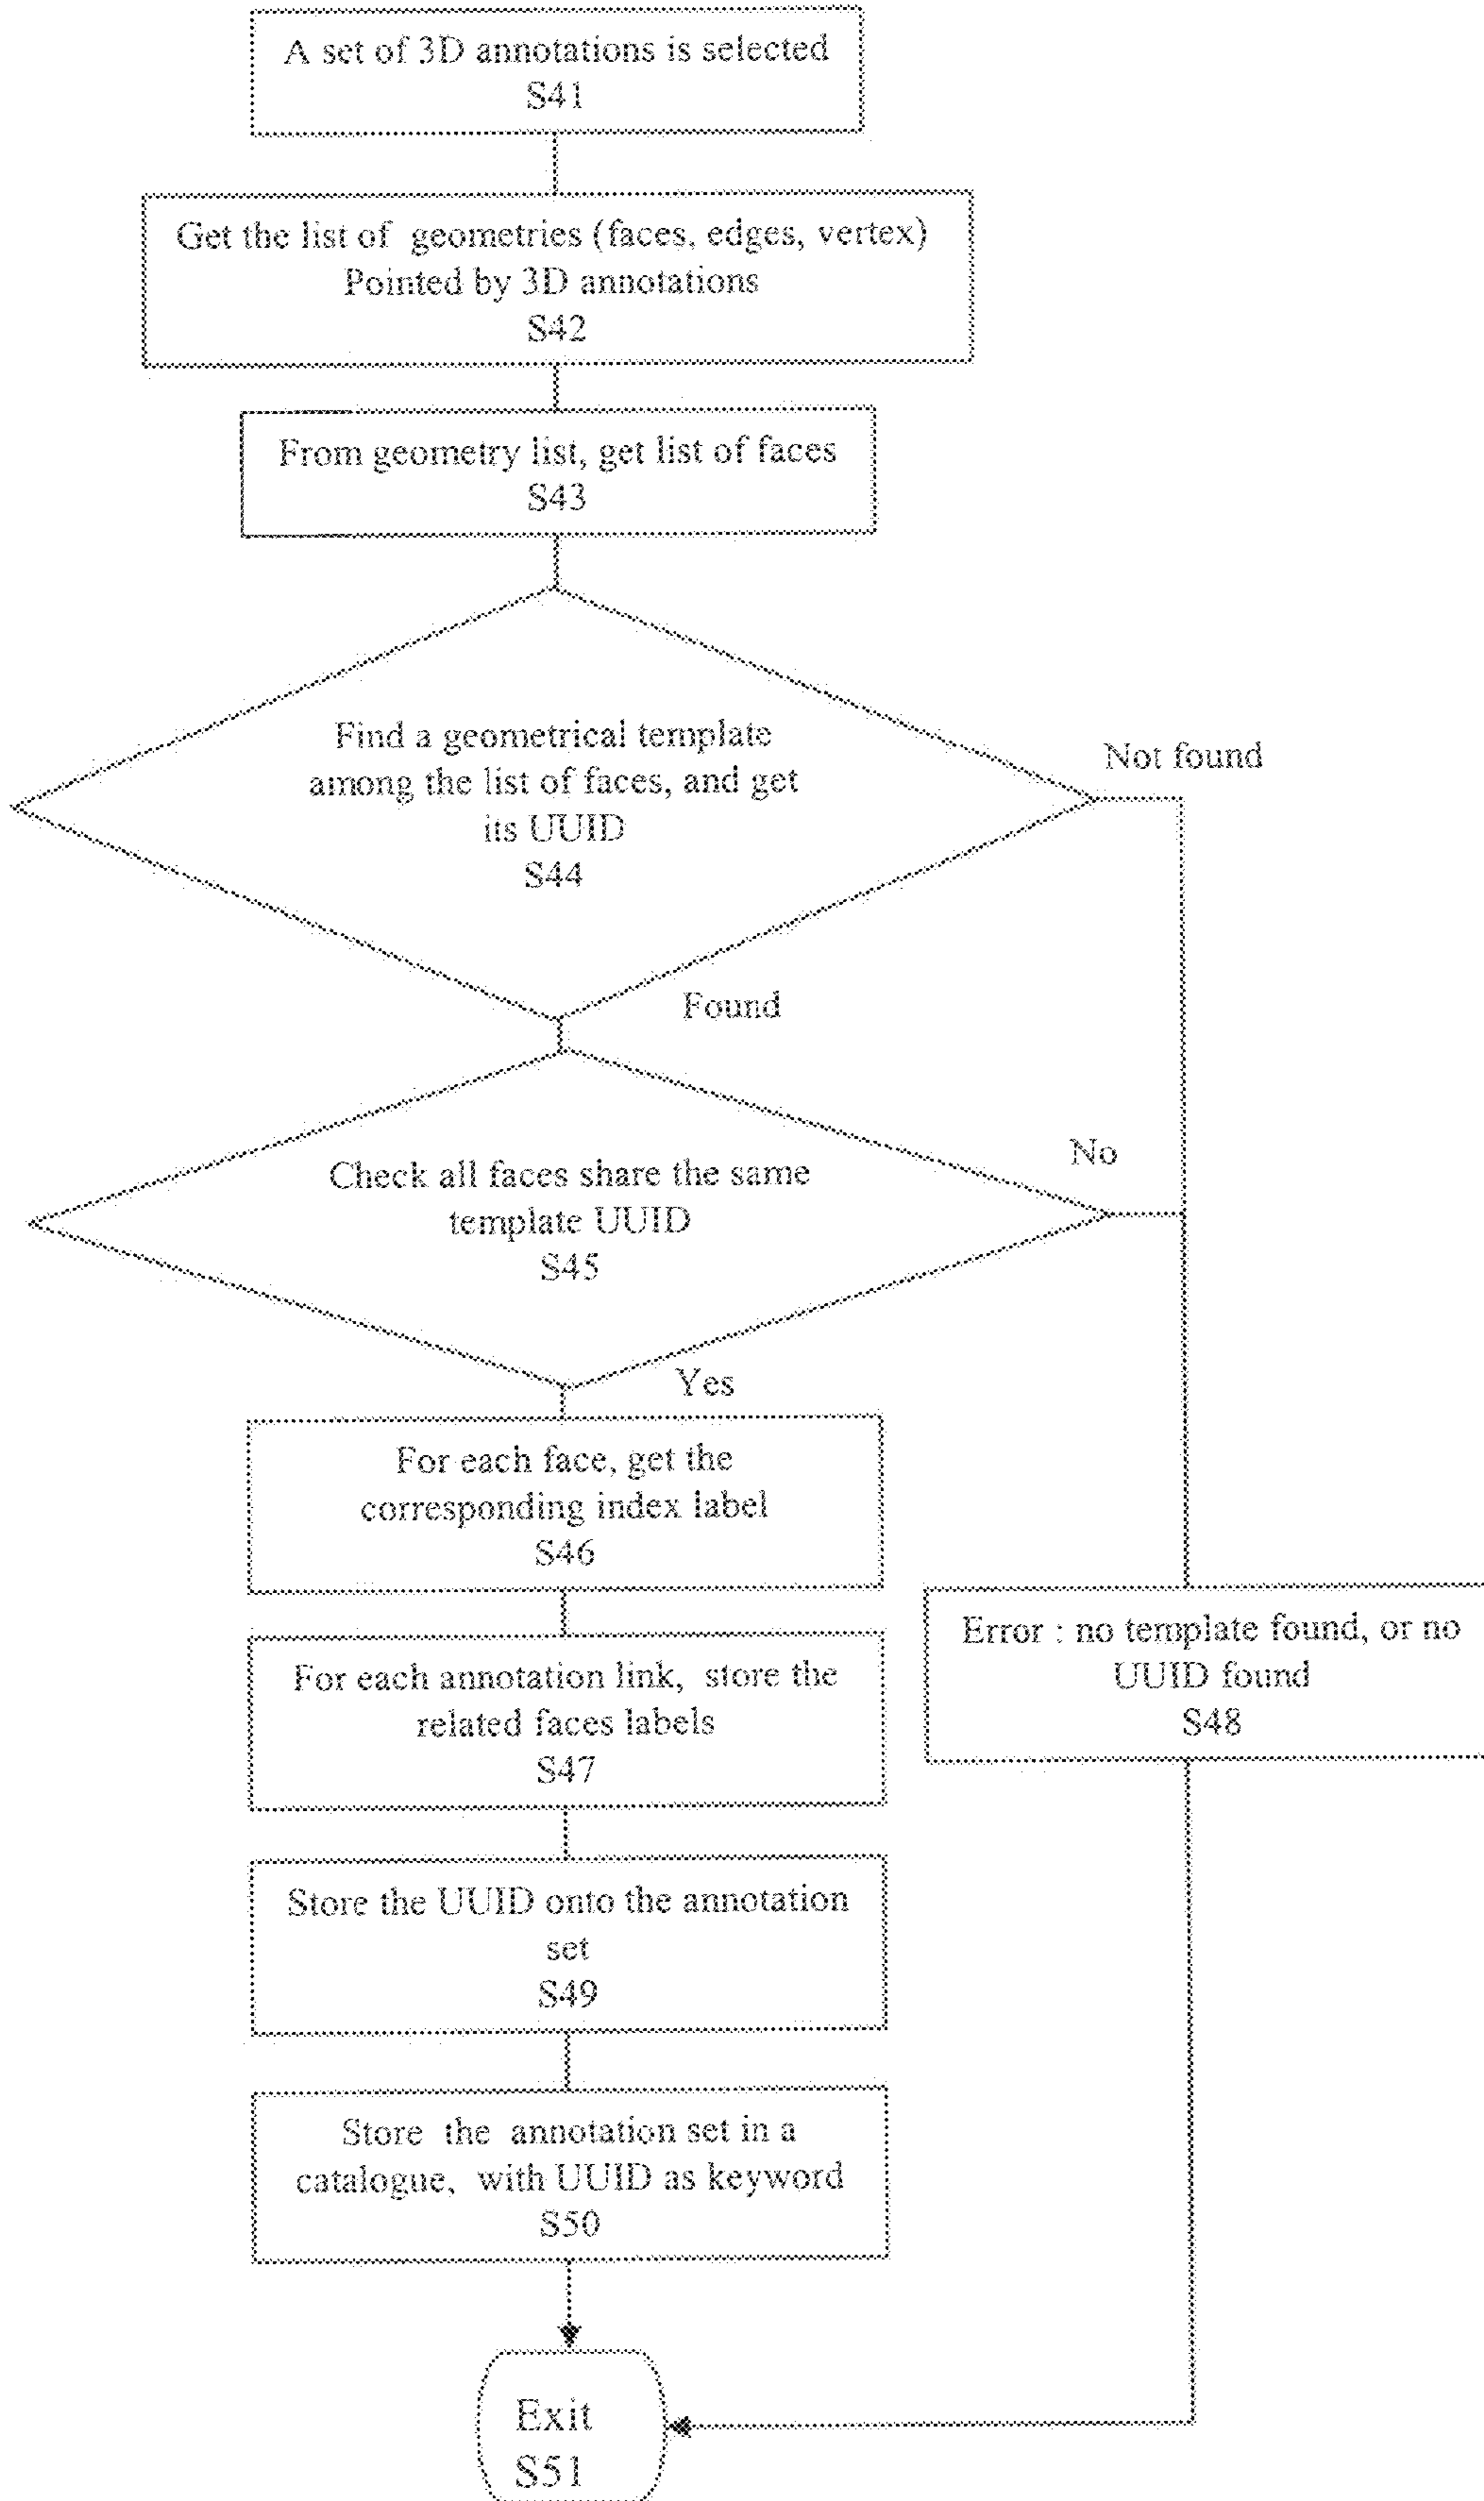 A set of 3D annotations is selected
S41
Get the list of geometries (faces, edges, vertex)
Pointed by 3D annotations
S42
From geometry list, get list of faces
S43
Find a geometrical template
among the list of faces, and get
its UUID
S44
Not found
Found
Check all faces share the same
template UUID
S45
No
Yes
For each face, get the
corresponding index label
S46
For each annotation link, store the
related faces labels
S47
Error : no template found, or no
UUID found
S48
Store the UUID onto the annotation
set
S49
Store the annotation set in a
catalogue, with UUID as keyword
S50
Exit
S51